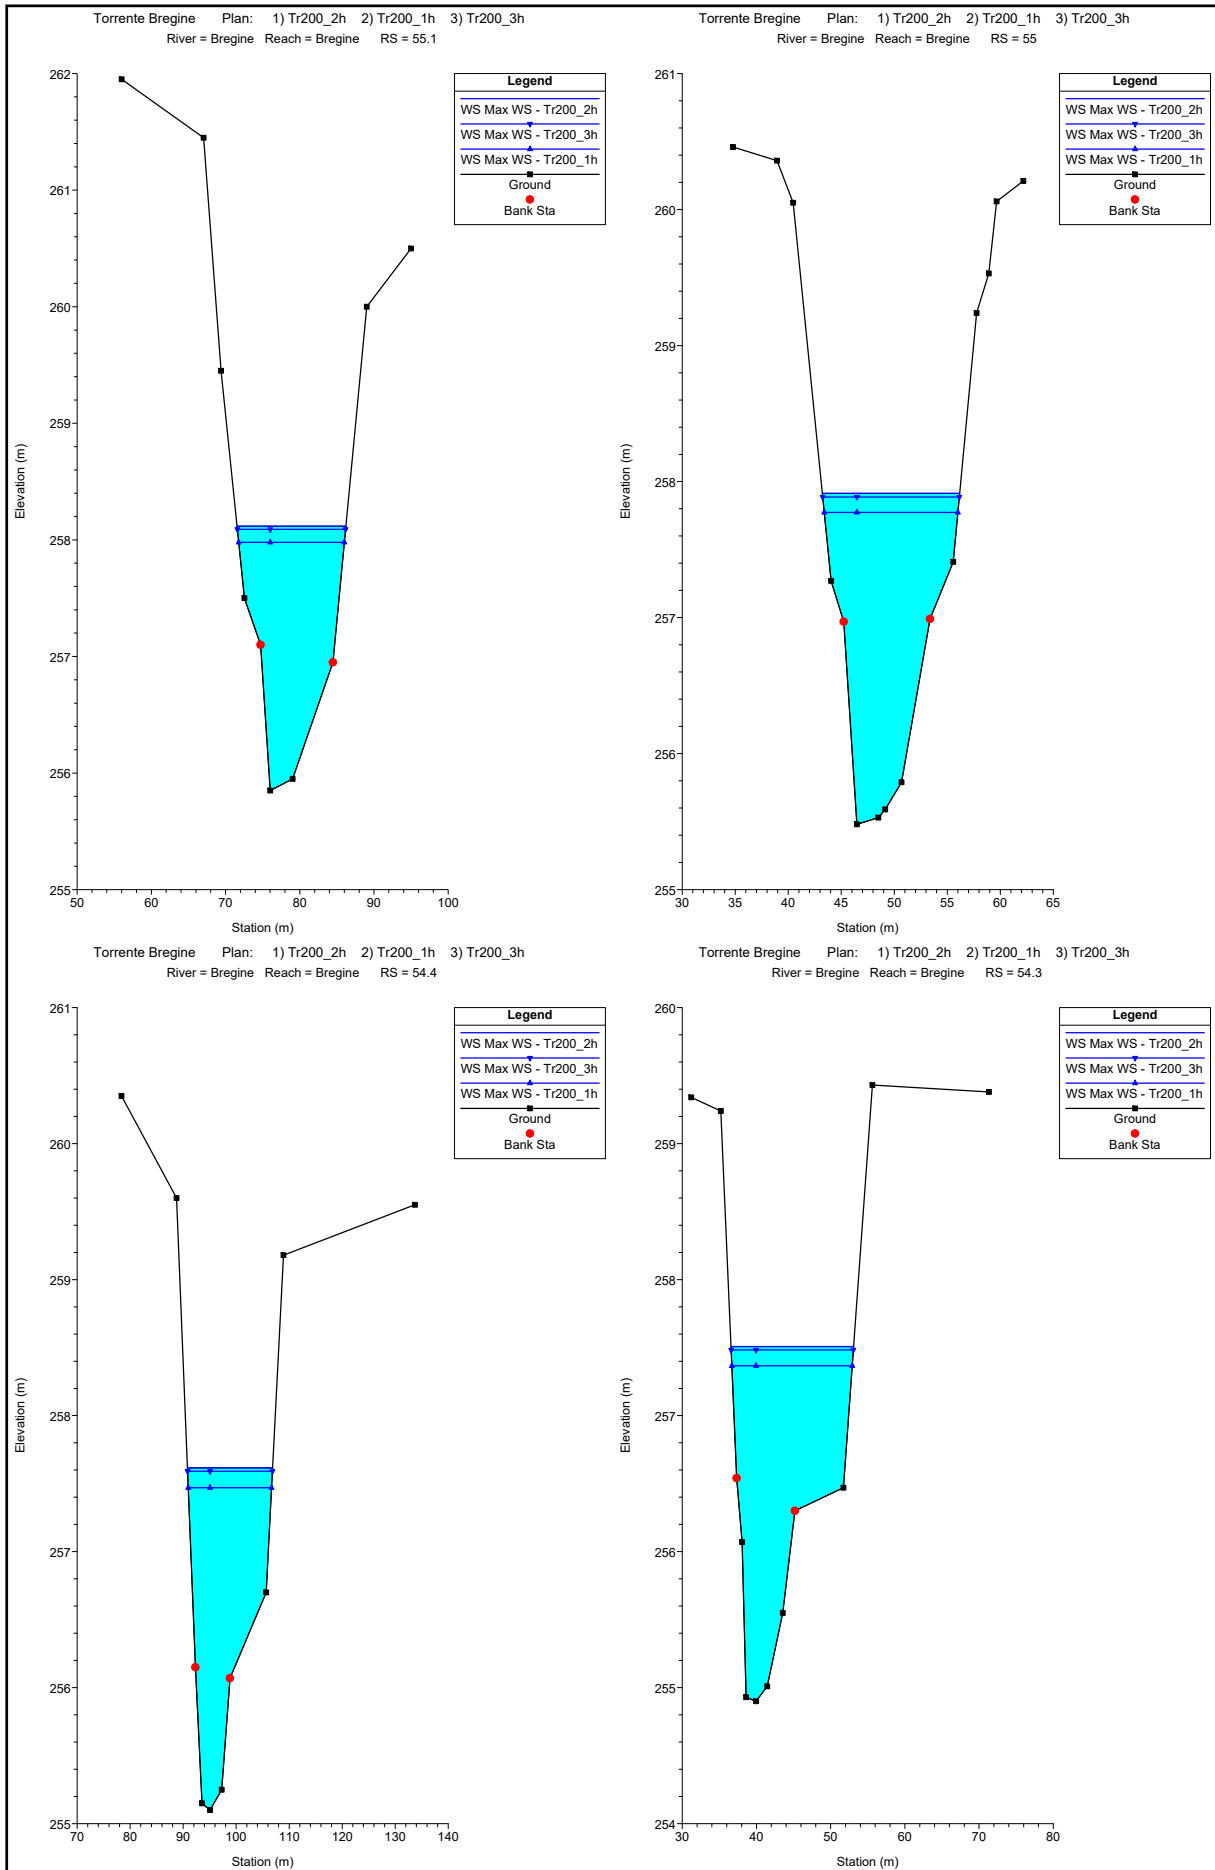 Torrente Bregine Plan: 1) Tr200_2h 2) Tr200_1h 3) Tr200_3h
River = Bregine Reach = Bregine RS = 55.1
Legend
WS Max WS - Tr200_2h
WS Max WS - Tr200_3h
WS Max WS - Tr200_1h
Ground
Bank Sta
262
261
260
259
258
257
256
255
Elevation (m)
50 60 70 80 90 100
Station (m)
Torrente Bregine Plan: 1) Tr200_2h 2) Tr200_1h 3) Tr200_3h
River = Bregine Reach = Bregine RS = 55
Legend
WS Max WS - Tr200_2h
WS Max WS - Tr200_3h
WS Max WS - Tr200_1h
Ground
Bank Sta
261
260
259
258
257
256
255
Elevation (m)
30 35 40 45 50 55 60 65
Station (m)
Torrente Bregine Plan: 1) Tr200_2h 2) Tr200_1h 3) Tr200_3h
River = Bregine Reach = Bregine RS = 54.4
Legend
WS Max WS - Tr200_2h
WS Max WS - Tr200_3h
WS Max WS - Tr200_1h
Ground
Bank Sta
261
260
259
258
257
256
255
Elevation (m)
70 80 90 100 110 120 130 140
Station (m)
Torrente Bregine Plan: 1) Tr200_2h 2) Tr200_1h 3) Tr200_3h
River = Bregine Reach = Bregine RS = 54.3
Legend
WS Max WS - Tr200_2h
WS Max WS - Tr200_3h
WS Max WS - Tr200_1h
Ground
Bank Sta
260
259
258
257
256
255
254
Elevation (m)
30 40 50 60 70 80
Station (m)